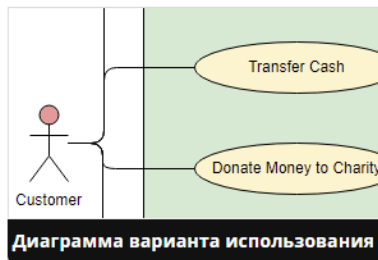 Transfer Cash
Donate Money to Charity
Customer
Диаграмма варианта использования